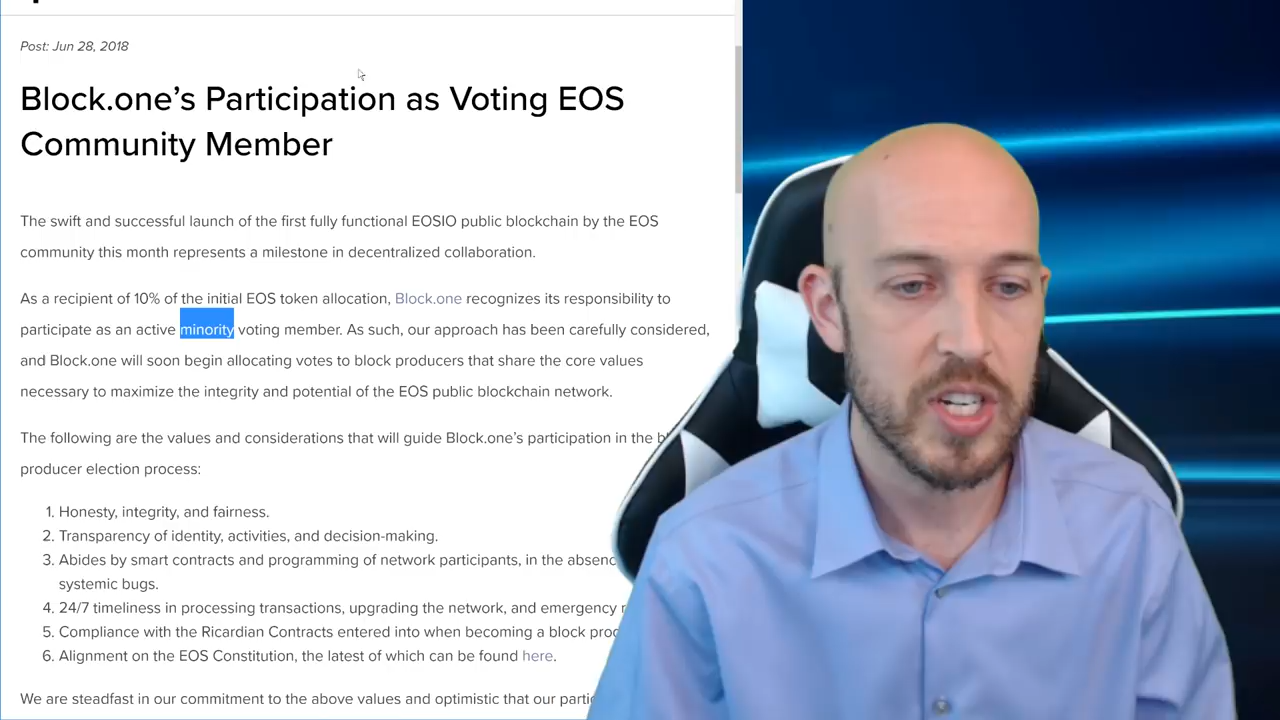 Post: Jun 28, 2018
Block.one’s Participation as Voting EOS
Community Member
The swift and successful launch of the first fully functional EOSIO public blockchain by the EOS
community this month represents a milestone in decentralized collaboration.
As a recipient of 10% of the initial EOS token allocation, Block.one recognizes its responsibility to
participate as an active minority voting member. As such, our approach has been carefully considered,
and Block.one will soon begin allocating votes to block producers that share the core values
necessary to maximize the integrity and potential of the EOS public blockchain network.
The following are the values and considerations that will guide Block.one’s participation in the
producer election process:
1. Honesty, integrity, and fairness.
2. Transparency of identity, activities, and decision-making.
3. Abides by smart contracts and programming of network participants, in the
systemic bugs.
4. 24/7 timeliness in processing transactions, upgrading the network, and emergency
5. Compliance with the Ricardian Contracts entered into when becoming a block
6. Alignment on the EOS Constitution, the latest of which can be found here.
We are steadfast in our commitment to the above values and optimistic that our